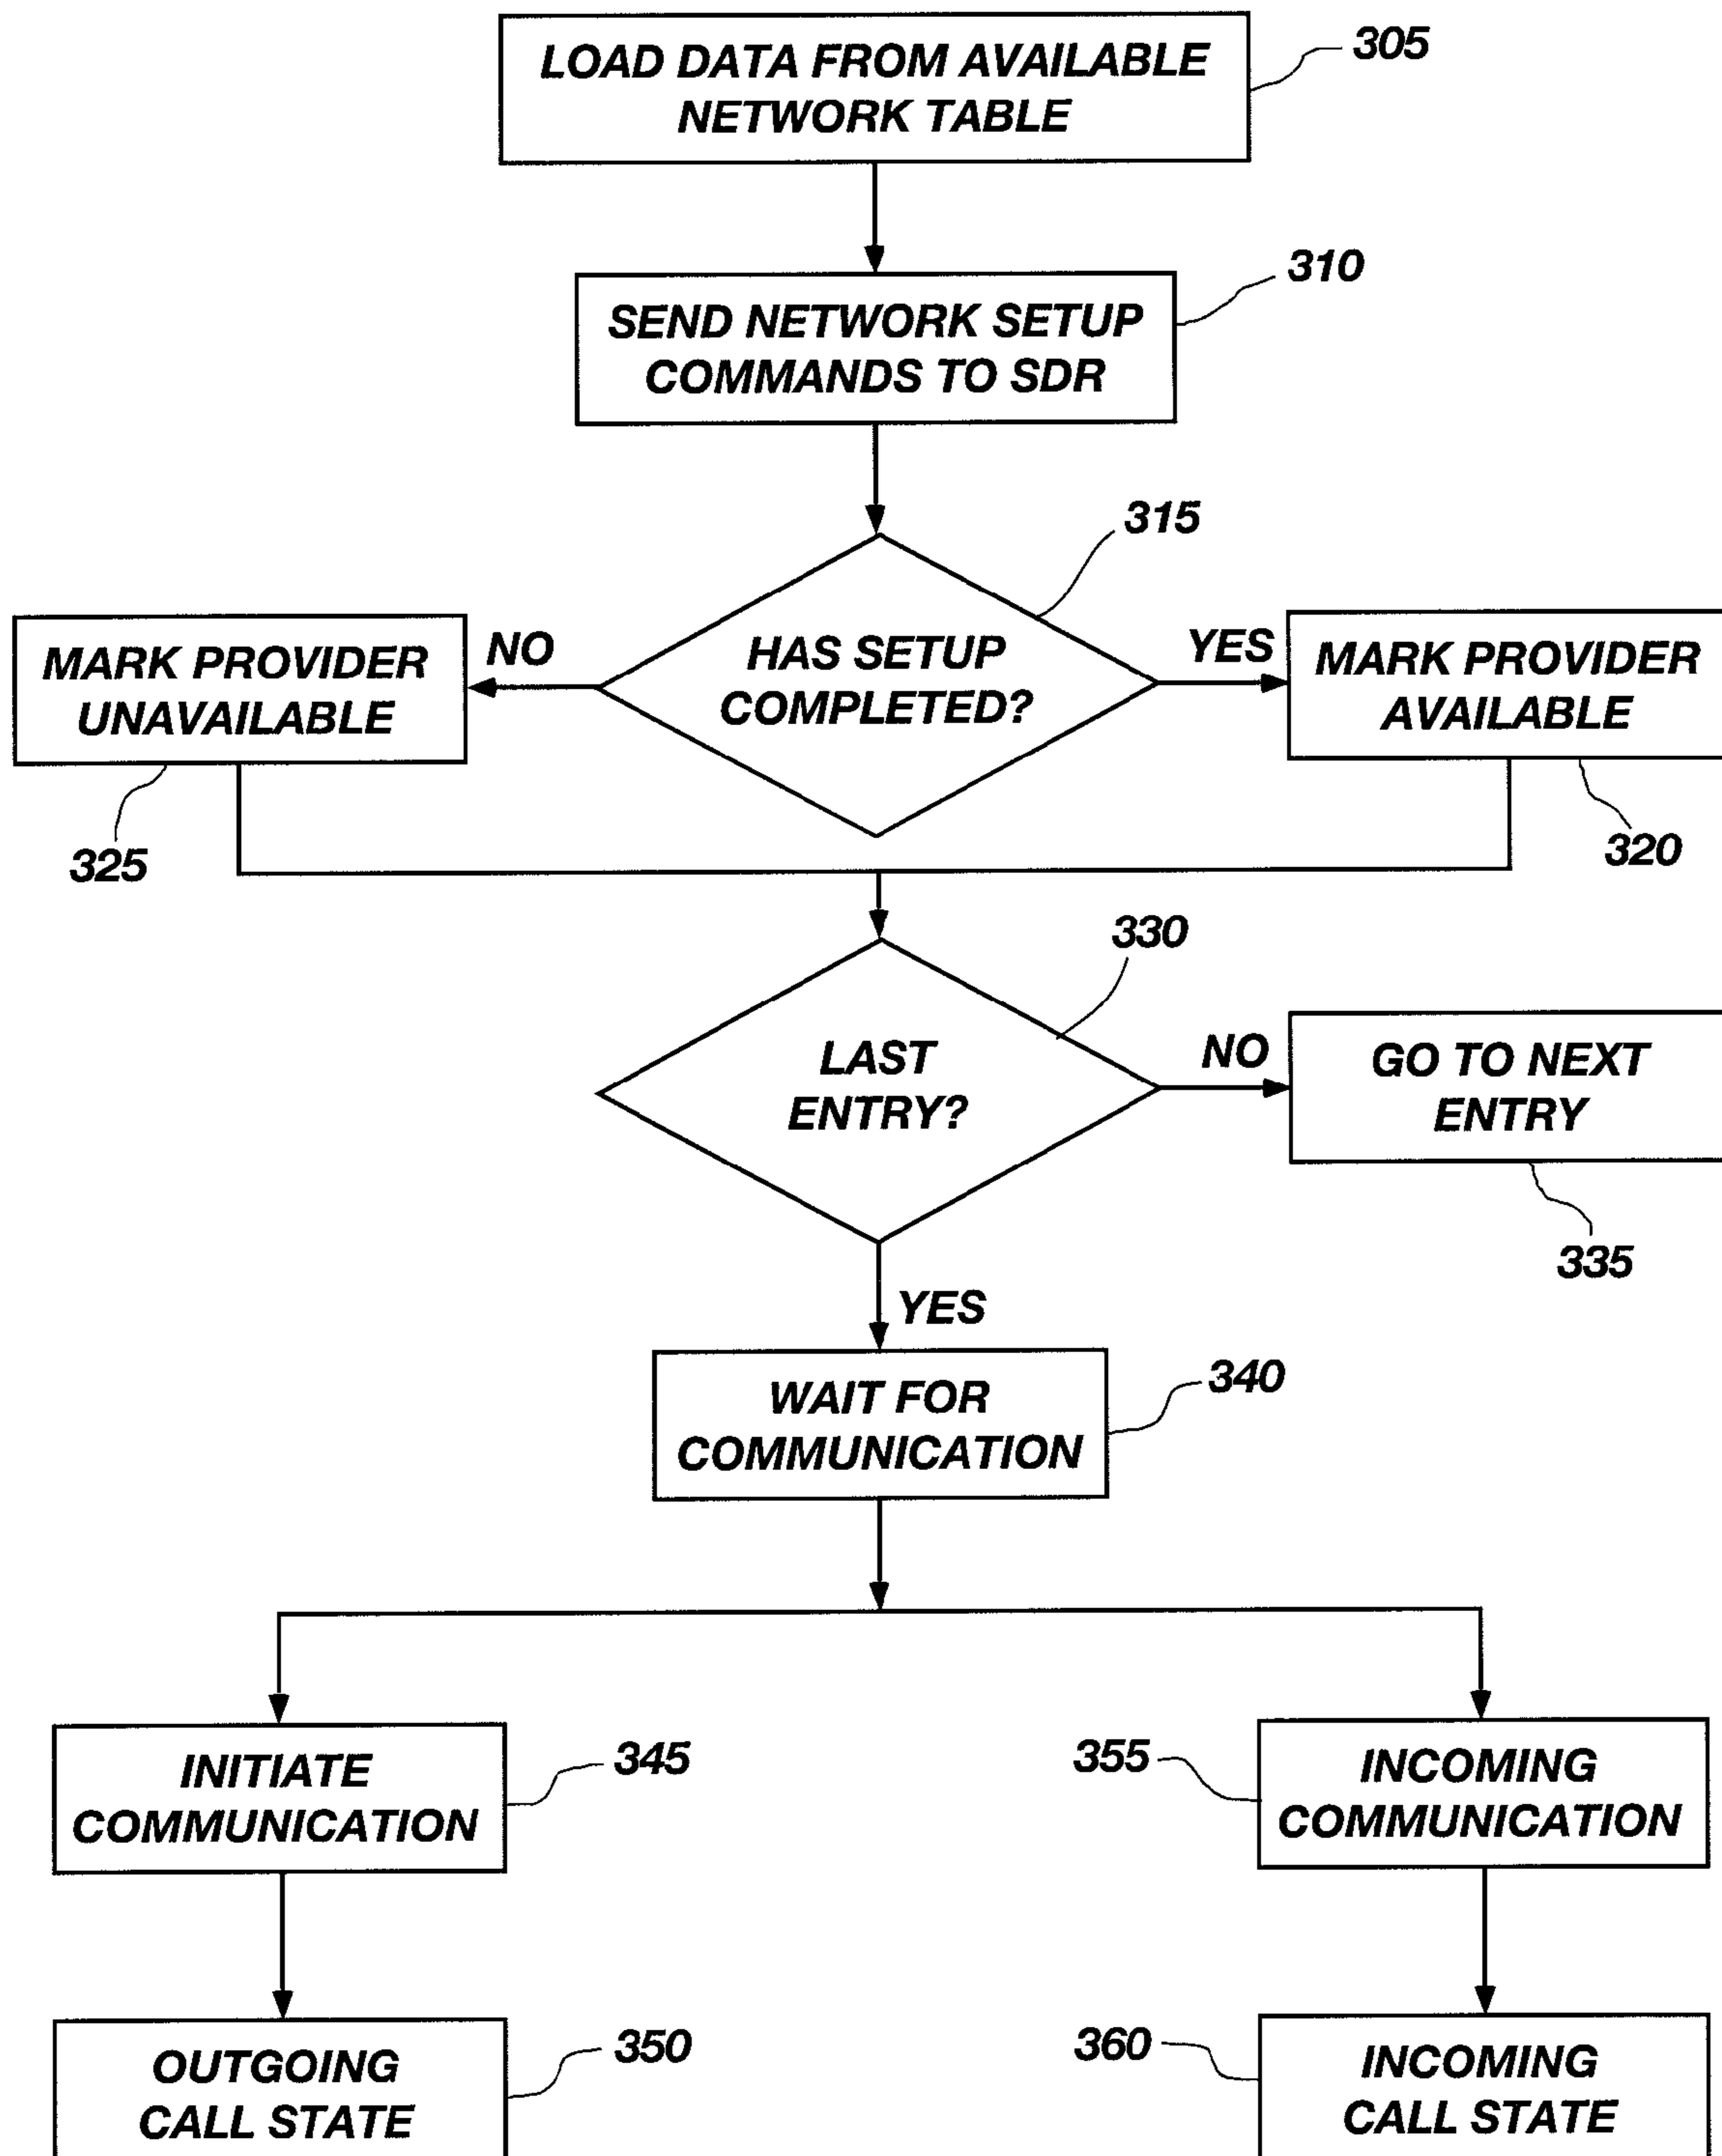 LOAD DATA FROM AVAILABLE
NETWORK TABLE
305
SEND NETWORK SETUP
COMMANDS TO SDR
310
315
HAS SETUP
COMPLETED?
NO
YES
MARK PROVIDER
UNAVAILABLE
325
MARK PROVIDER
AVAILABLE
320
330
LAST
ENTRY?
NO
GO TO NEXT
ENTRY
335
YES
WAIT FOR
COMMUNICATION
340
INITIATE
COMMUNICATION
345
355
INCOMING
COMMUNICATION
OUTGOING
CALL STATE
350
360
INCOMING
CALL STATE